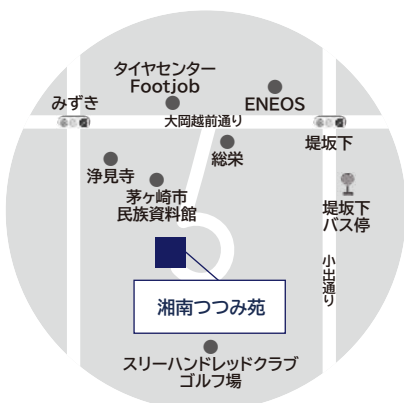 タイヤセンター
Footjob
みずき
ENEOS
大岡越前通り
堤坂下
総栄
浄見寺
茅ヶ崎市
民族資料館
堤坂下
バス停
小出通り
湘南つつみ苑
スリーハンドレッドクラブ
ゴルフ場